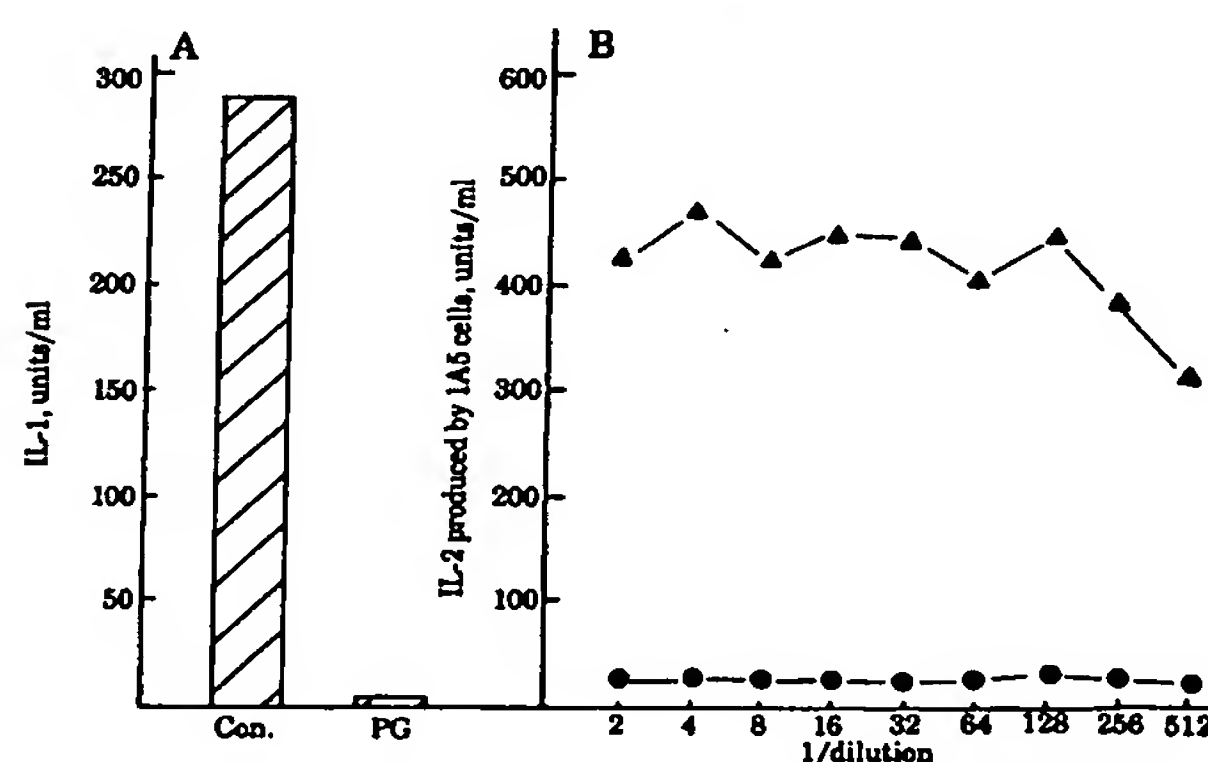 A
300
250
200
150
100
50
IL-1, units/ml
Con. PG
B
600
500
400
300
200
100
IL-2 produced by 1A5 cells, units/ml
2 4 8 16 32 64 128 256 512
1/dilution